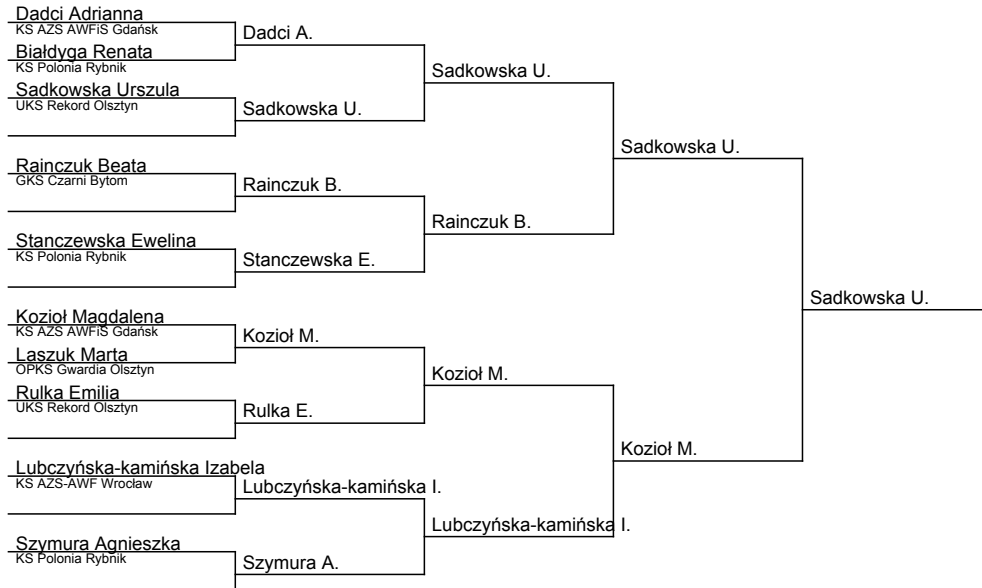 Dadci Adrianna
KS AZS AWFiS Gdańsk
Białdyga Renata
KS Polonia Rybnik
Sadkowska Urszula
UKS Rekord Olsztyn
Rainczuk Beata
GKS Czarni Bytom
Stanczewska Ewelina
KS Polonia Rybnik
Kozioł Magdalena
KS AZS AWFiS Gdańsk
Laszuk Marta
OPKS Gwardia Olsztyn
Rulka Emilia
UKS Rekord Olsztyn
Lubczyńska-kamińska Izabela
KS AZS-AWF Wrocław
Szymura Agnieszka
KS Polonia Rybnik
Dadci A.
Sadkowska U.
Rainczuk B.
Stanczewska E.
Kozioł M.
Rulka E.
Lubczyńska-kamińska I.
Szymura A.
Sadkowska U.
Rainczuk B.
Kozioł M.
Lubczyńska-kamińska I.
Sadkowska U.
Kozioł M.
Sadkowska U.